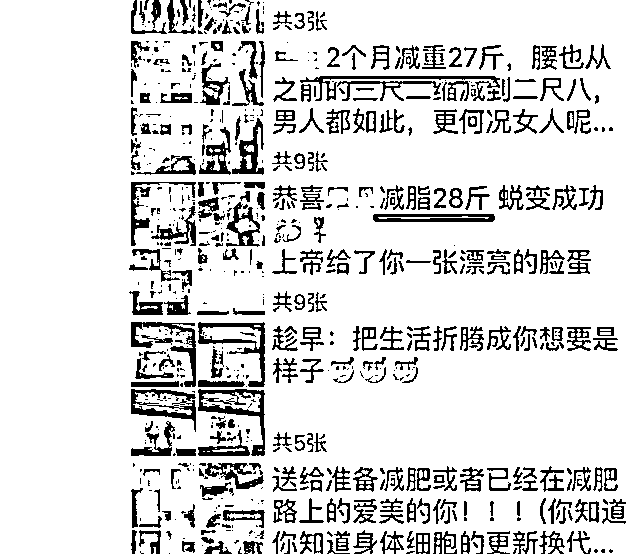 共3张
2个月减重27斤，腰也从
之前的三尺二缩减到二尺八，
男人都如此，更何况女人呢...
共9张
恭喜 减脂28斤 蜕变成功
上帝给了你一张漂亮的脸蛋
共9张
趁早：把生活折腾成你想要是
样子
共5张
送给准备减肥或者已经在减肥
路上的爱美的你！！！(你知道
你知道身体细胞的更新换代...